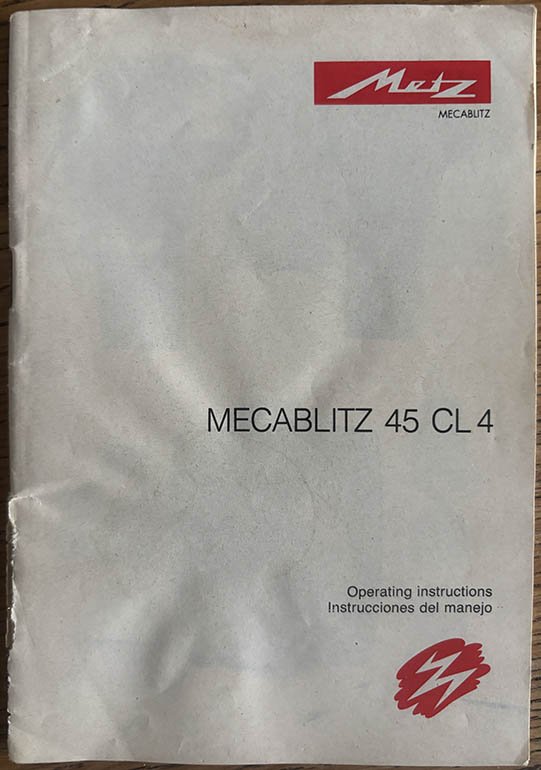 Metz
MECABLITZ
MECABLITZ 45 CL 4
Operating instructions
Instrucciones del manejo